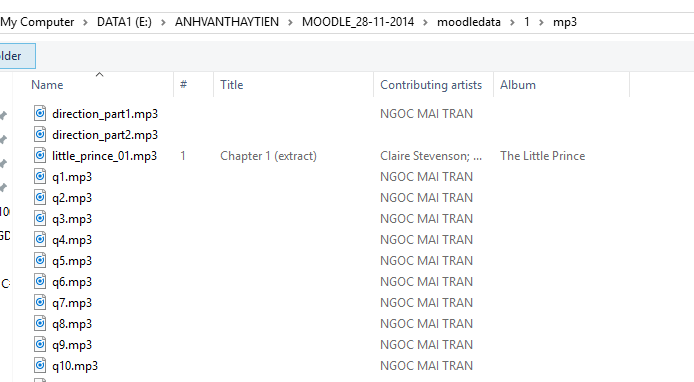 My Computer > DATA1 (E:) > ANHVANTHAYTIEN > MOODLE_28-11-2014 > moodledata > 1 > mp3
older
Name # Title Contributing artists Album
direction_part1.mp3 NGOC MAI TRAN
direction_part2.mp3
little_prince_01.mp3 1 Chapter 1 (extract) Claire Stevenson; ... The Little Prince
q1.mp3 NGOC MAI TRAN
q2.mp3 NGOC MAI TRAN
q3.mp3 NGOC MAI TRAN
q4.mp3 NGOC MAI TRAN
q5.mp3 NGOC MAI TRAN
q6.mp3 NGOC MAI TRAN
q7.mp3 NGOC MAI TRAN
q8.mp3 NGOC MAI TRAN
q9.mp3 NGOC MAI TRAN
q10.mp3 NGOC MAI TRAN